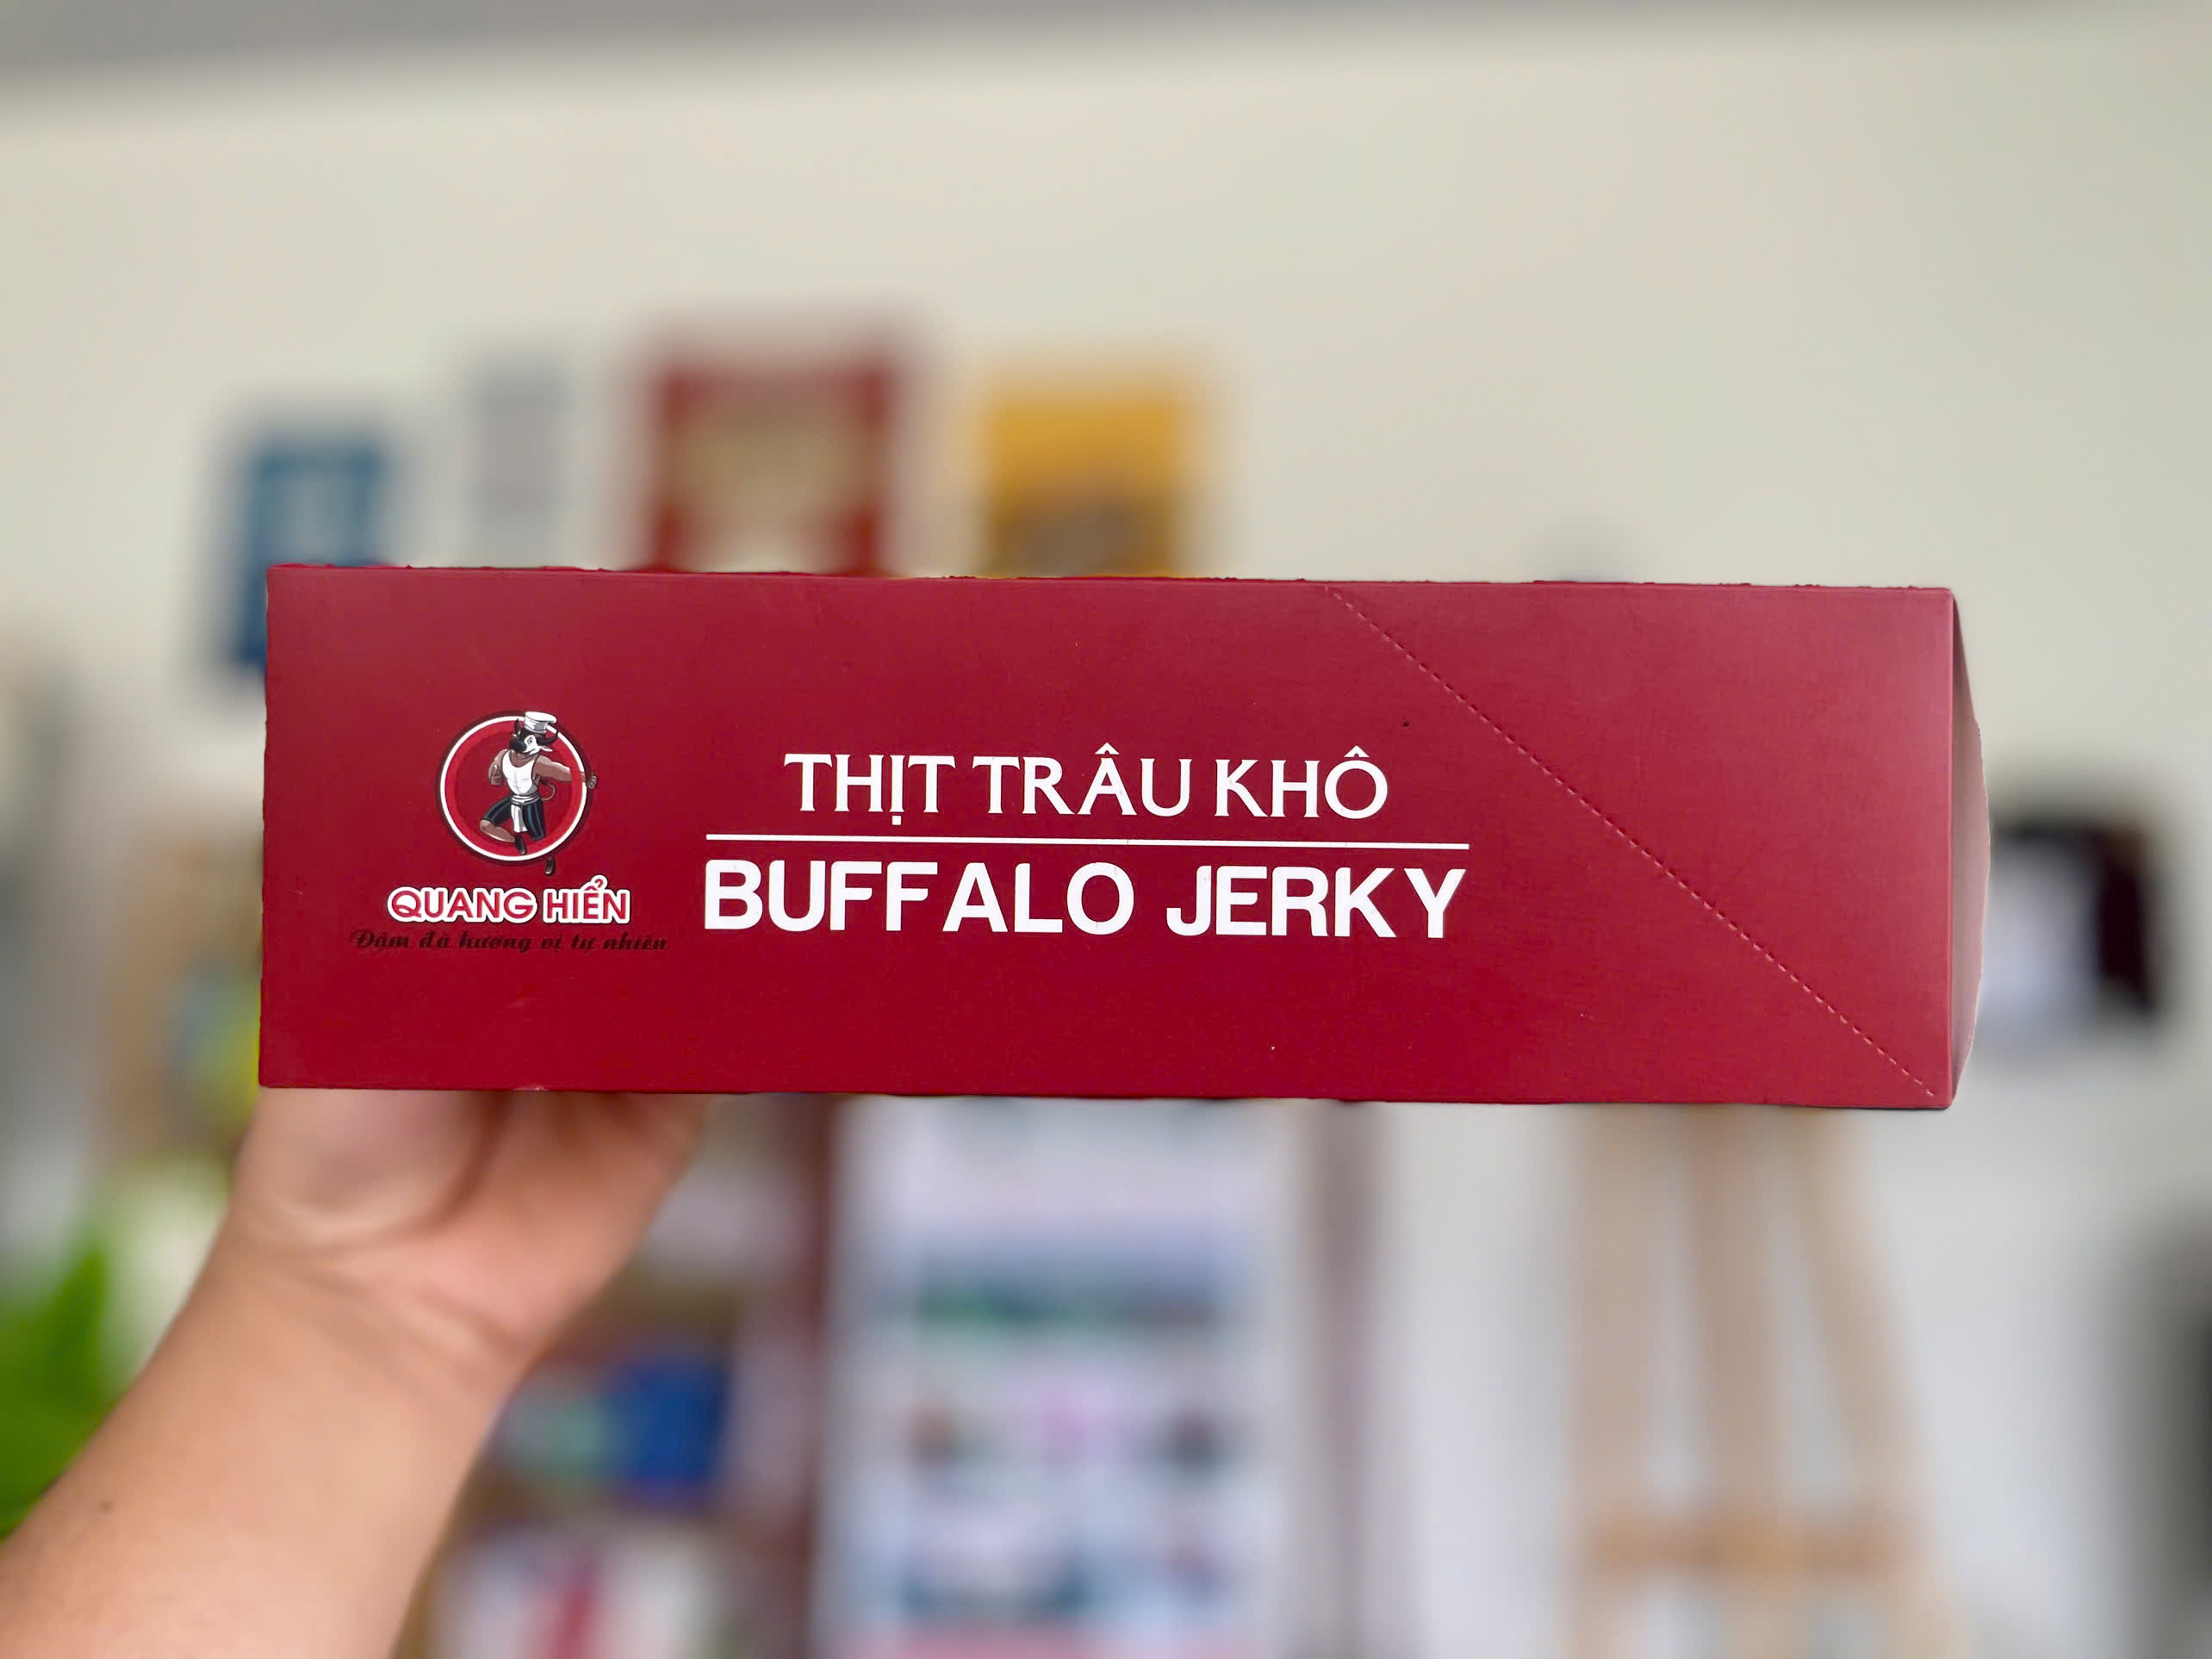 QUANG HIỂN
Đậm đà hương vị tự nhiên
THỊT TRÂU KHÔ
BUFFALO JERKY